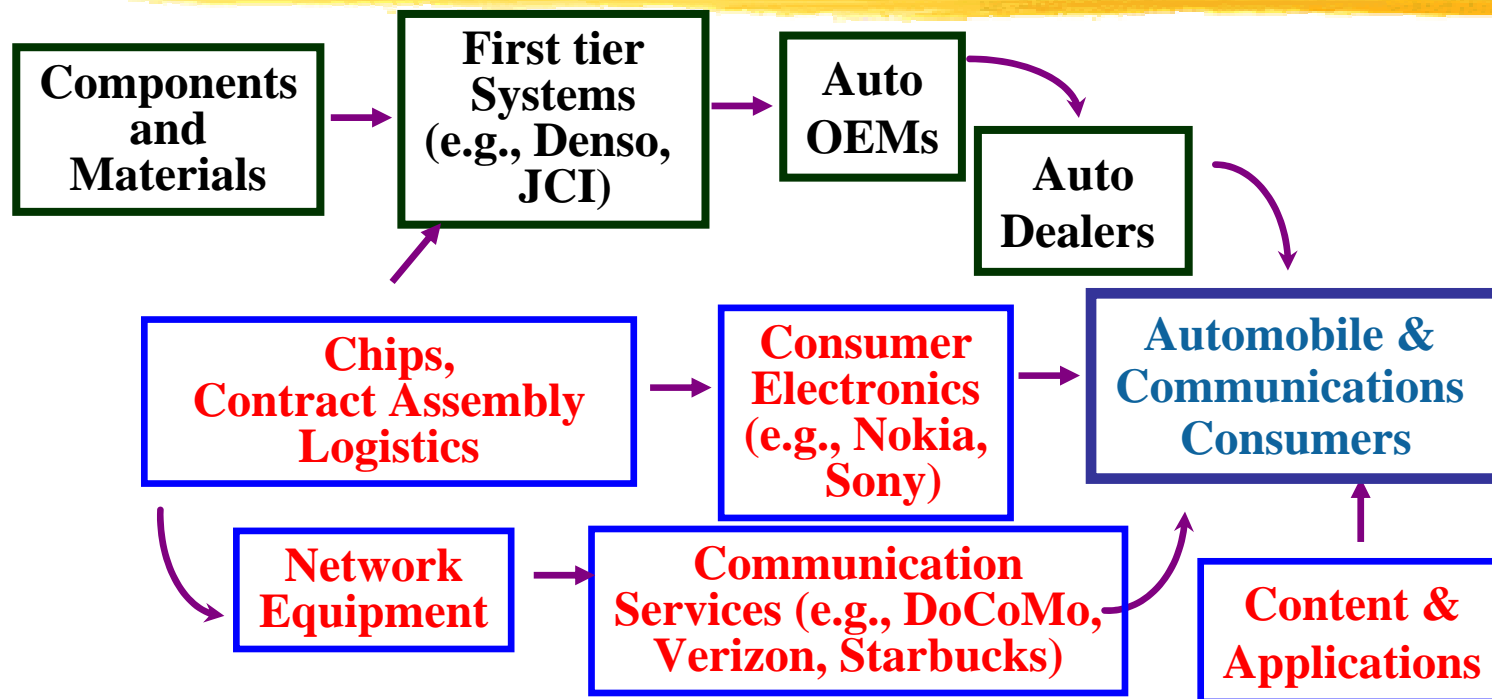 Components
and
Materials
First tier
Systems
(e.g., Denso,
JCI)
Auto
OEMs
Auto
Dealers
Chips,
Contract Assembly
Logistics
Consumer
Electronics
(e.g., Nokia,
Sony)
Automobile &
Communications
Consumers
Network
Equipment
Communication
Services (e.g., DoCoMo,
Verizon, Starbucks)
Content &
Applications